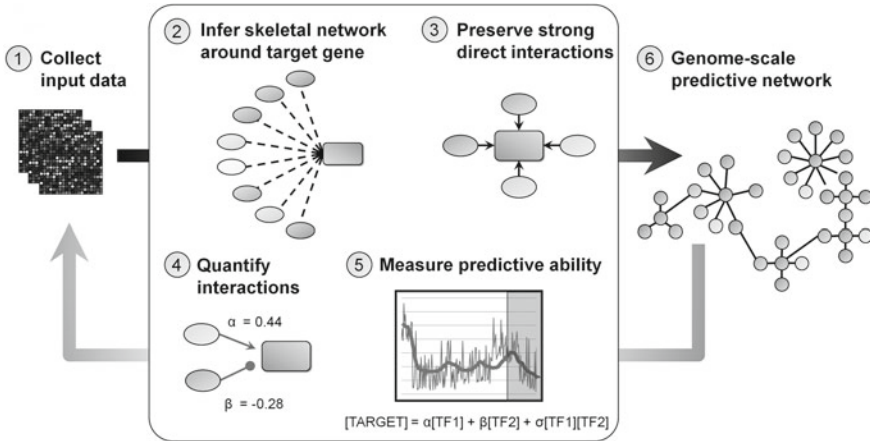 1 Collect
input data
2 Infer skeletal network
around target gene
3 Preserve strong
direct interactions
4 Quantify
interactions
α = 0.44
β = -0.28
5 Measure predictive ability
[TARGET] = α[TF1] + β[TF2] + σ[TF1][TF2]
6 Genome-scale
predictive network